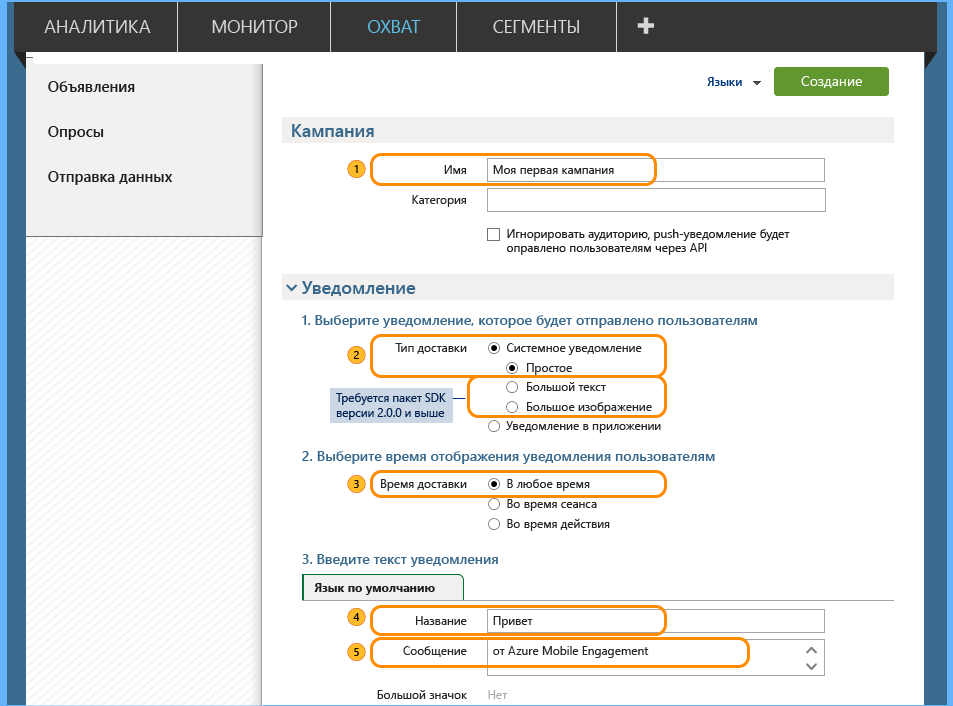 АНАЛИТИКА
МОНИТОР
ОХВАТ
СЕГМЕНТЫ
Объявления
Опросы
Отправка данных
Языки
Создание
Кампания
1
Имя
Моя первая кампания
Категория
Игнорировать аудиторию, push-уведомление будет
оправлено пользователям через API
Уведомление
1. Выберите уведомление, которое будет отправлено пользователям
2
Тип доставки
Системное уведомление
Простое
Большой текст
Большое изображение
Требуется пакет SDK
версии 2.0.0 и выше
Уведомление в приложении
2. Выберите время отображения уведомления пользователям
3
Время доставки
В любое время
Во время сеанса
Во время действия
3. Введите текст уведомления
Язык по умолчанию
4
Название
Привет
5
Сообщение
от Azure Mobile Engagement
Большой значок
Нет